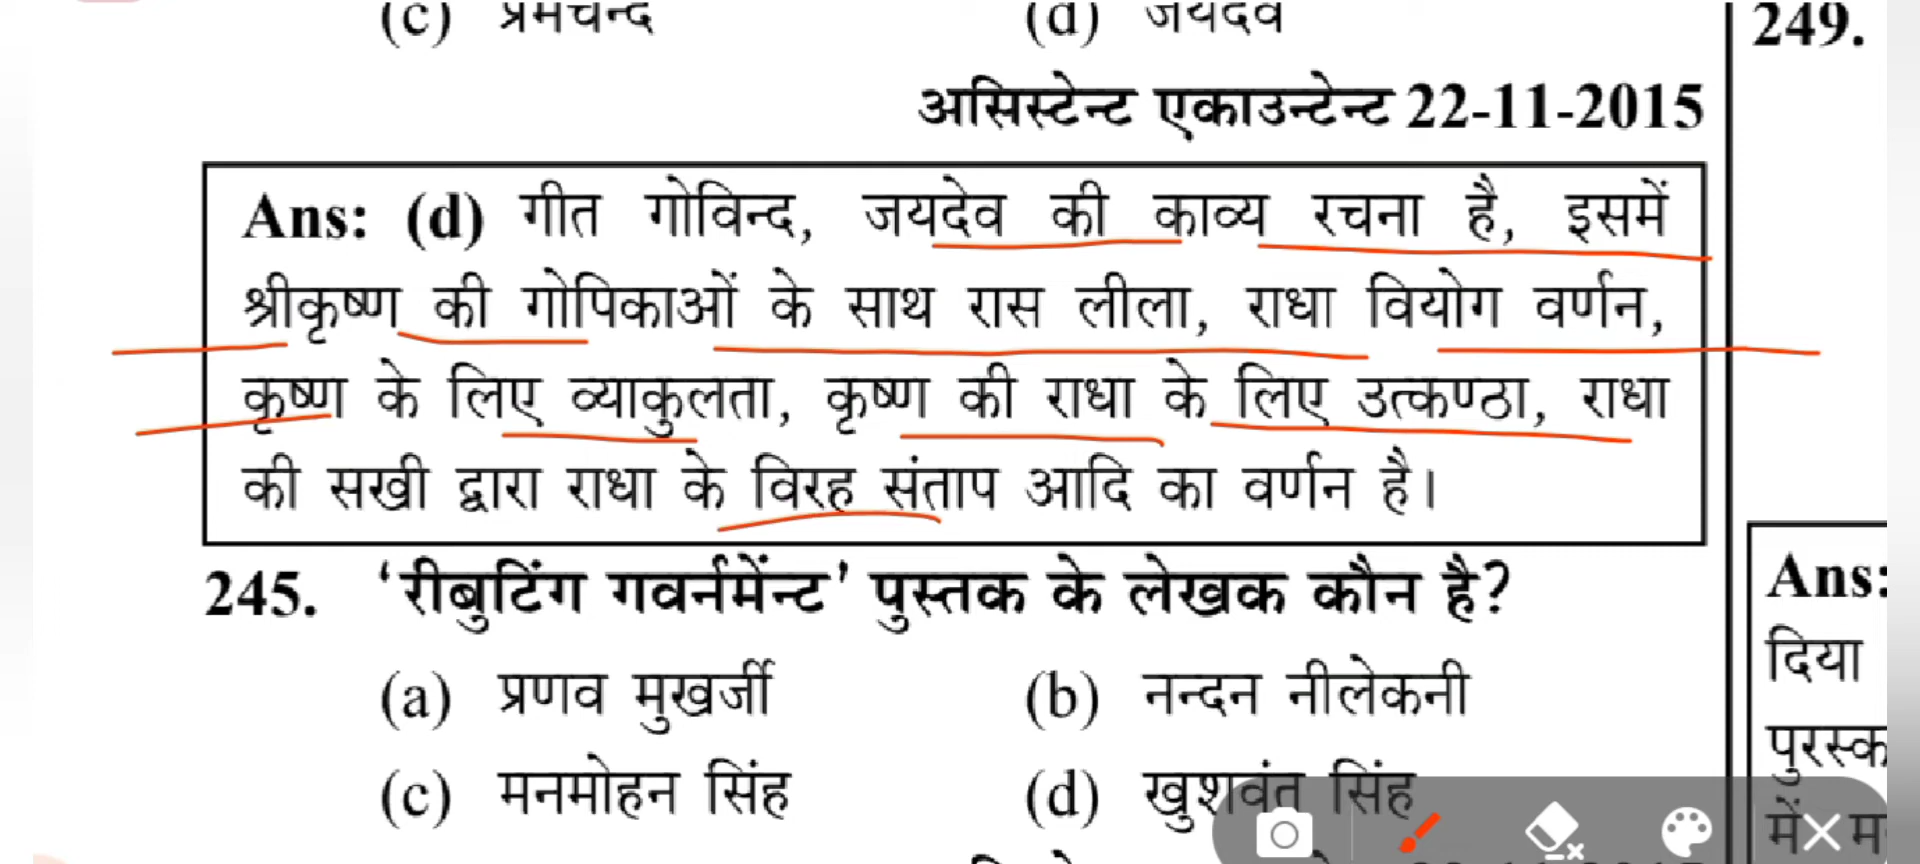 (c) प्रेमचन्द (d) जयदेव
असिस्टेन्ट एकाउन्टेन्ट 22-11-2015
Ans: (d) गीत गोविन्द, जयदेव की काव्य रचना है, इसमें
श्रीकृष्ण की गोपिकाओं के साथ रास लीला, राधा वियोग वर्णन,
कृष्ण के लिए व्याकुलता, कृष्ण की राधा के लिए उत्कण्ठा, राधा
की सखी द्वारा राधा के विरह संताप आदि का वर्णन है।
245. 'रीबुटिंग गवर्नमेंन्ट' पुस्तक के लेखक कौन है?
(a) प्रणव मुखर्जी (b) नन्दन नीलेकनी
(c) मनमोहन सिंह (d) खुशवंत सिंह
249.
Ans:
दिया
में